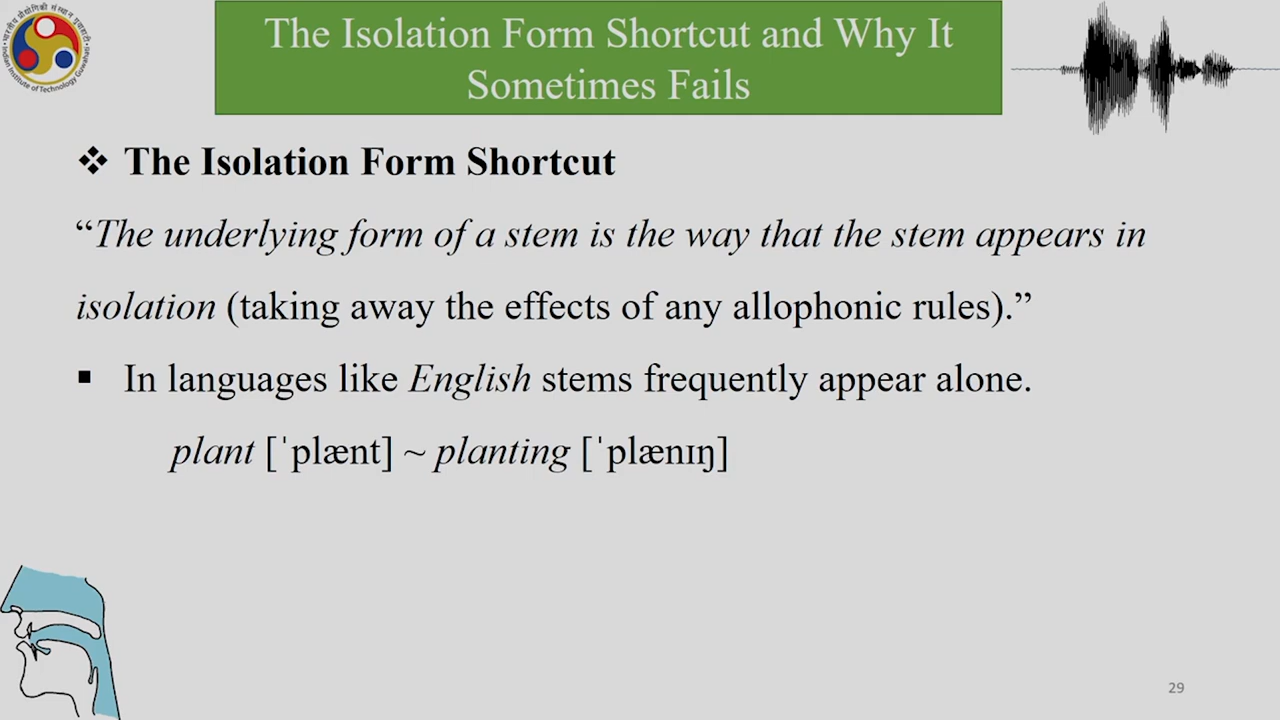 The Isolation Form Shortcut and Why It
Sometimes Fails
❖ The Isolation Form Shortcut
“The underlying form of a stem is the way that the stem appears in
isolation (taking away the effects of any allophonic rules).”
▪ In languages like English stems frequently appear alone.
plant [ˈplænt] ~ planting [ˈplænɪŋ]
29